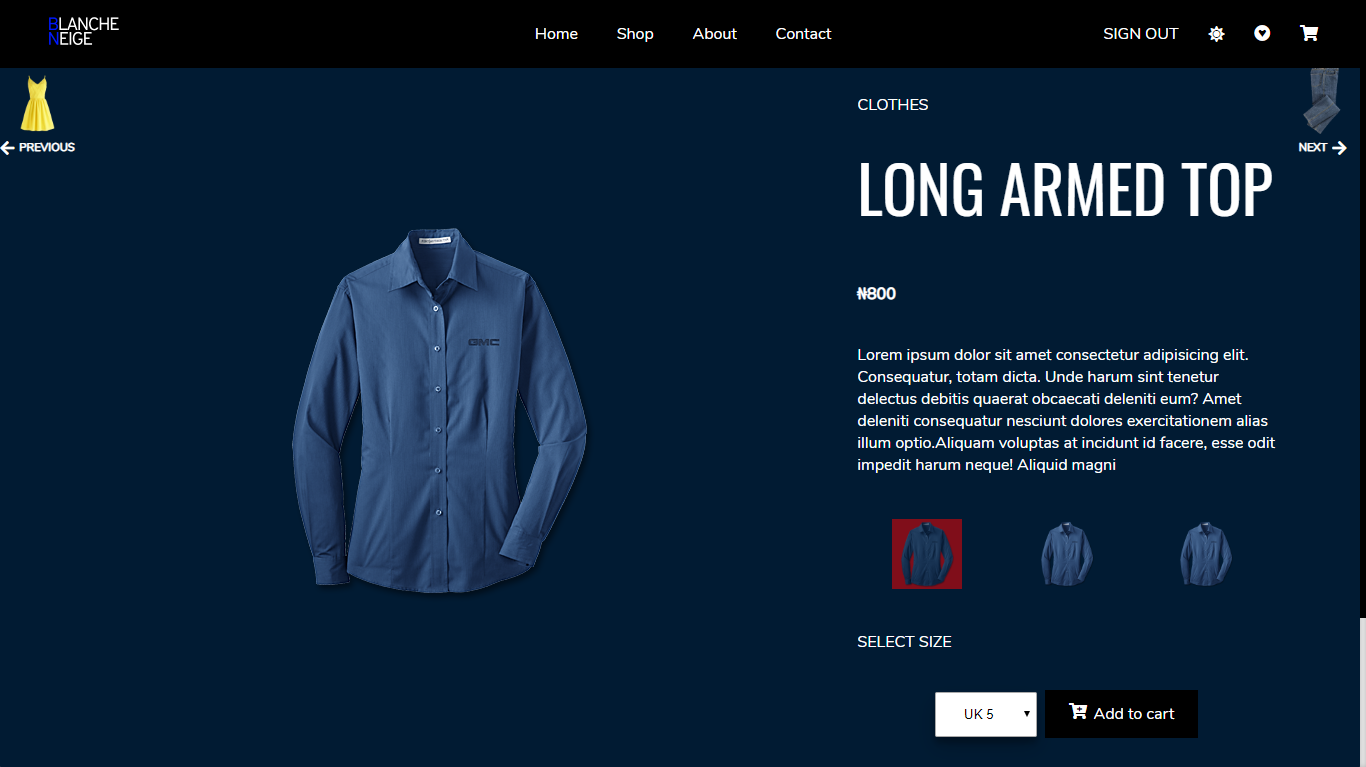 BLANCHE
NEIGE
Home
Shop
About
Contact
SIGN OUT
PREVIOUS
NEXT
CLOTHES
LONG ARMED TOP
₦800
Lorem ipsum dolor sit amet consectetur adipisicing elit.
Consequatur, totam dicta. Unde harum sint tenetur
delectus debitis quaerat obcaecati deleniti eum? Amet
deleniti consequatur nesciunt dolores exercitationem alias
illum optio.Aliquam voluptas at incidunt id facere, esse odit
impedit harum neque! Aliquid magni
GMC
SELECT SIZE
UK 5
Add to cart